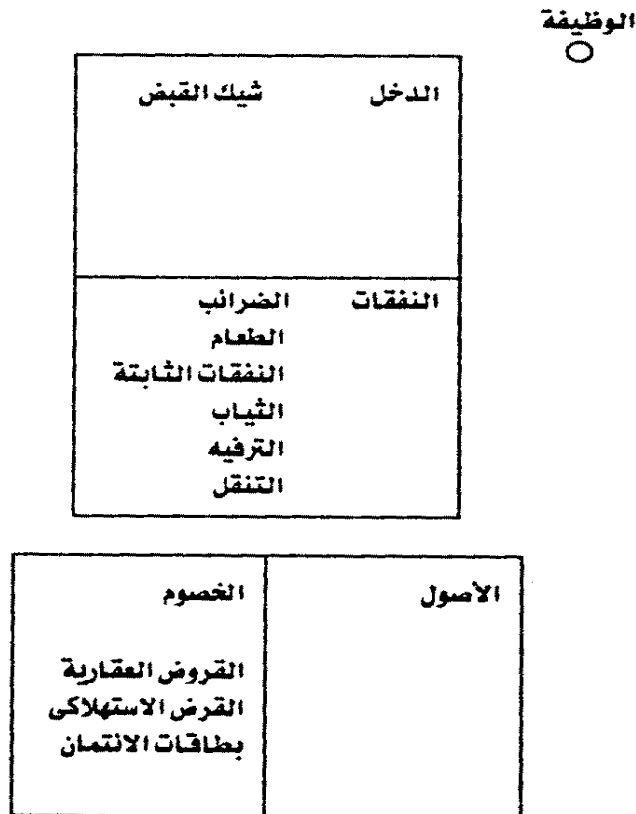 الوظيفة
الدخل شيك القبض
النفقات الضرائب
الطعام
النفقات الثابتة
الثياب
الترفيه
التنقل
الأصول الخصوم
القروض العقارية
القرض الاستهلاكى
بطاقات الائتمان